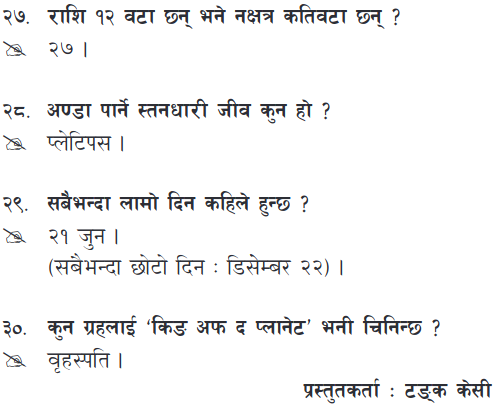 २७. राशि १२ वटा छन् भने नक्षत्र कतिवटा छन् ?
२७ ।
२८. अण्डा पार्ने स्तनधारी जीव कुन हो ?
प्लेटिपस ।
२९. सबैभन्दा लामो दिन कहिले हुन्छ ?
२१ जुन ।
(सबैभन्दा छोटो दिन : डिसेम्बर २२) ।
३०. कुन ग्रहलाई ‘किङ अफ द प्लानेट’ भनी चिनिन्छ ?
वृहस्पति ।
प्रस्तुतकर्ता : टङ्क केसी